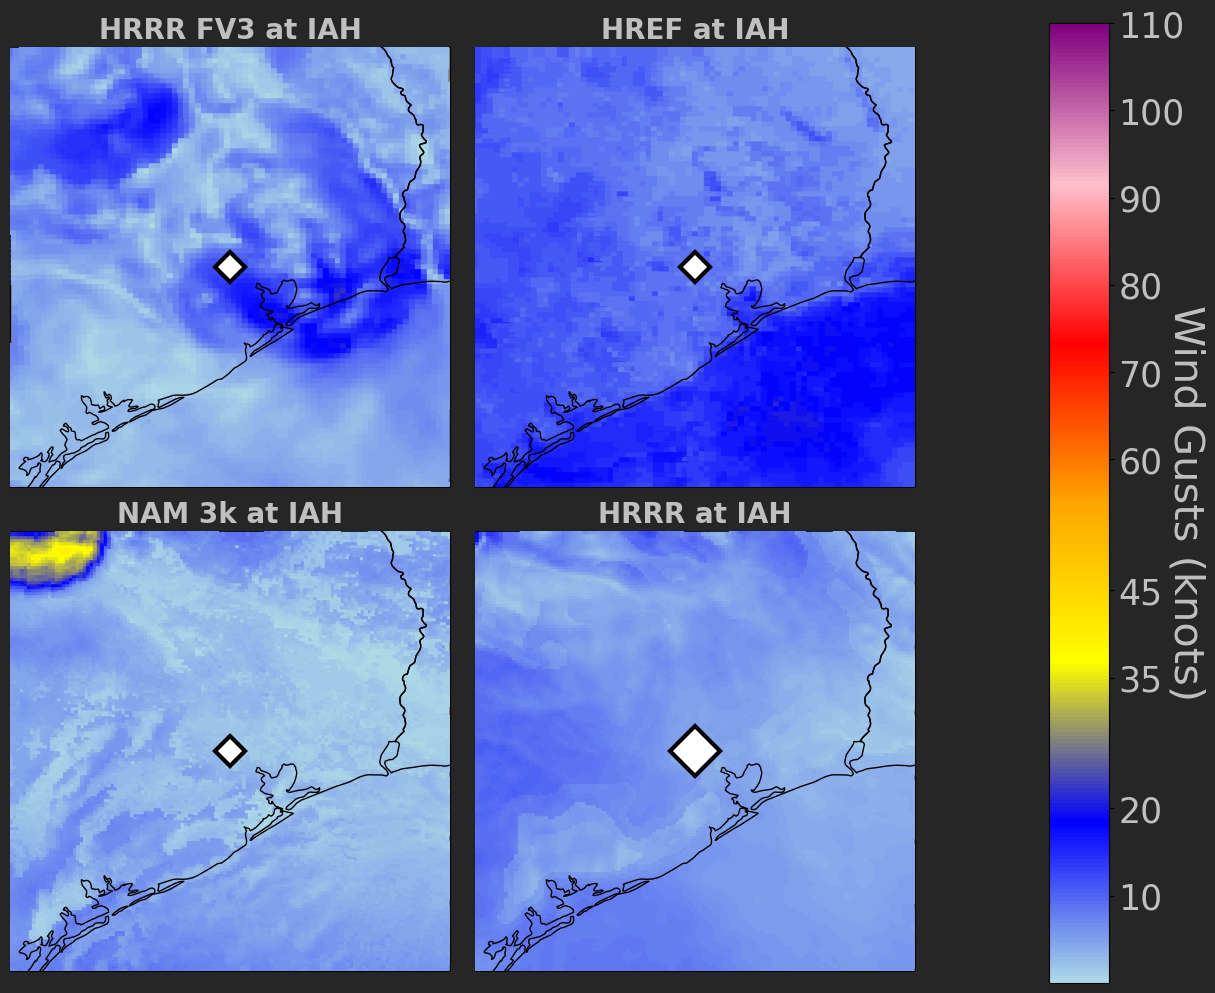 HRRR FV3 at IAH
HREF at IAH
NAM 3k at IAH
HRRR at IAH
110
100
90
80
70
60
45
35
20
10
Wind Gusts (knots)